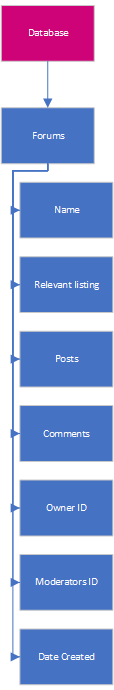 Database
Forums
Name
Relevant listing
Posts
Comments
Owner ID
Moderators ID
Date Created